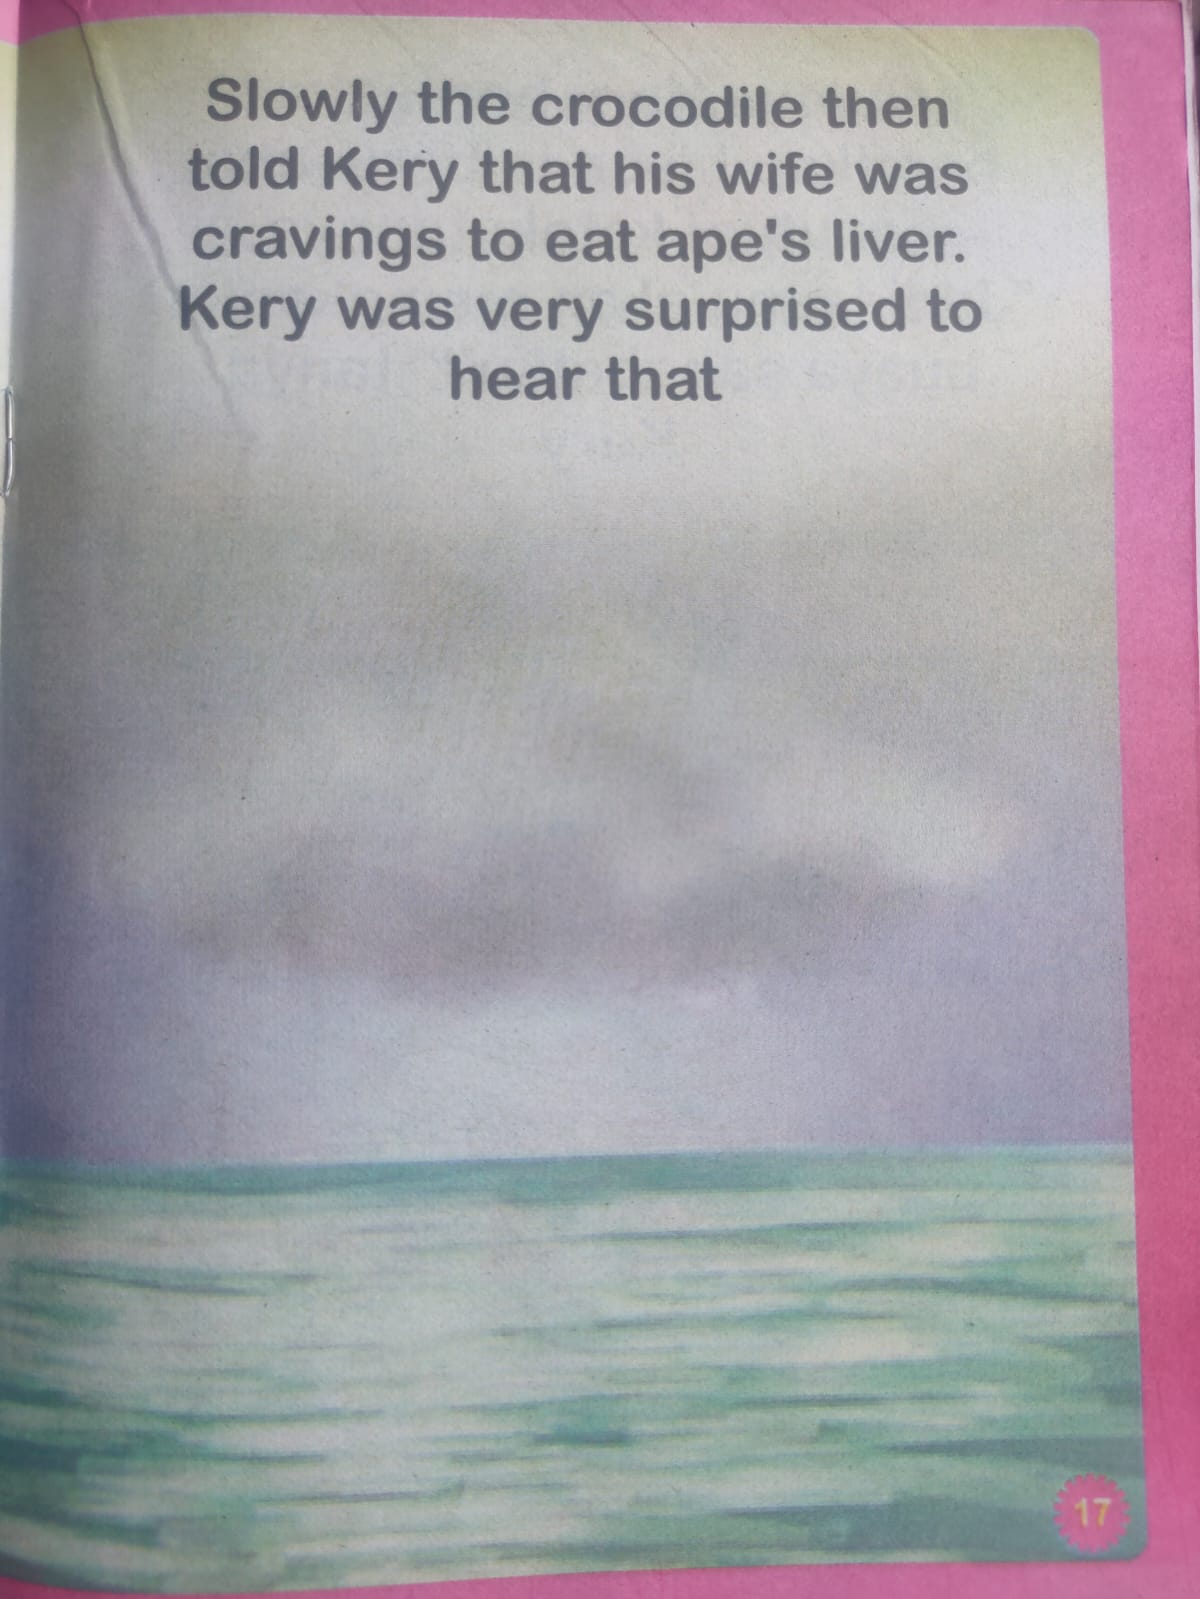 Slowly the crocodile then
told Kery that his wife was
cravings to eat ape's liver.
Kery was very surprised to
hear that
17